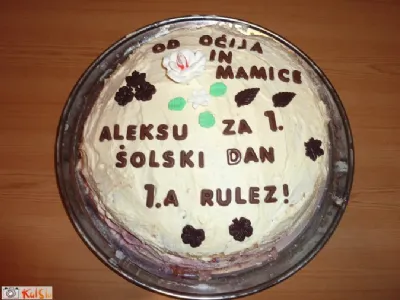 OD OČIJA
IN
MAMICE
ALEKSU ZA 1.
ŠOLSKI DAN
1.A RULEZ!